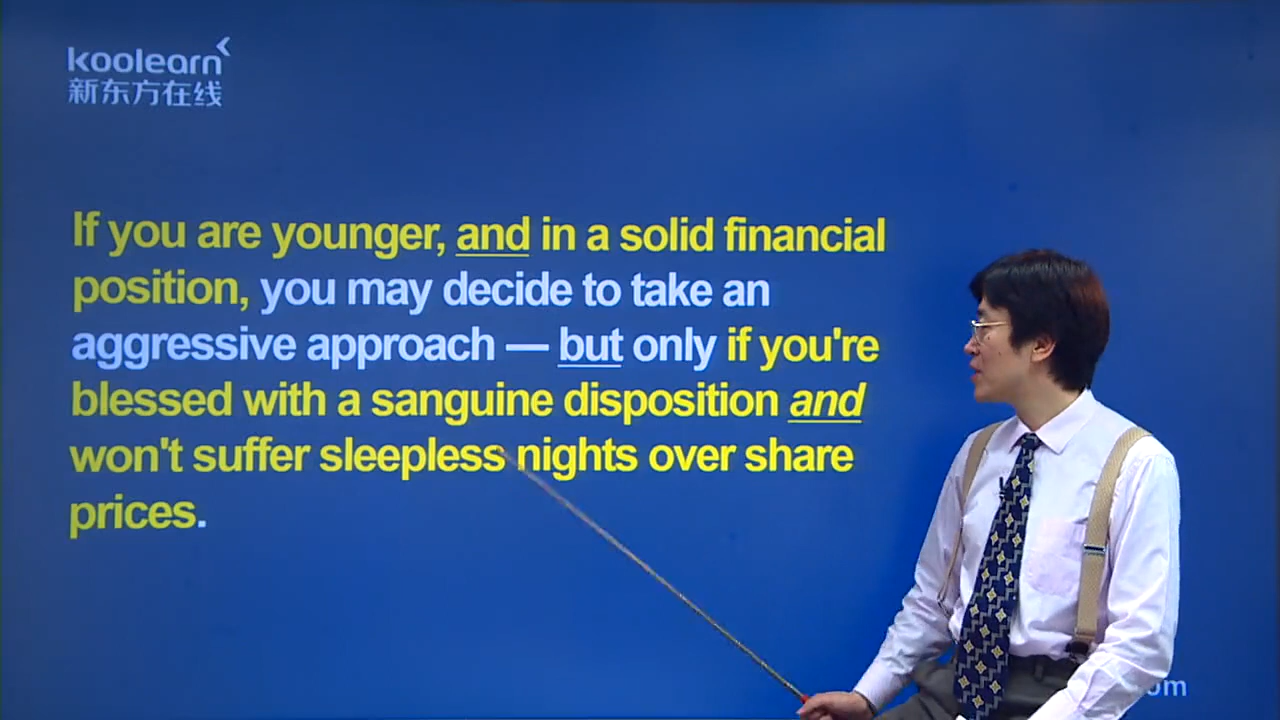 koolearn
新东方在线
If you are younger, and in a solid financial
position, you may decide to take an
aggressive approach — but only if you're
blessed with a sanguine disposition and
won't suffer sleepless nights over share
prices.
om